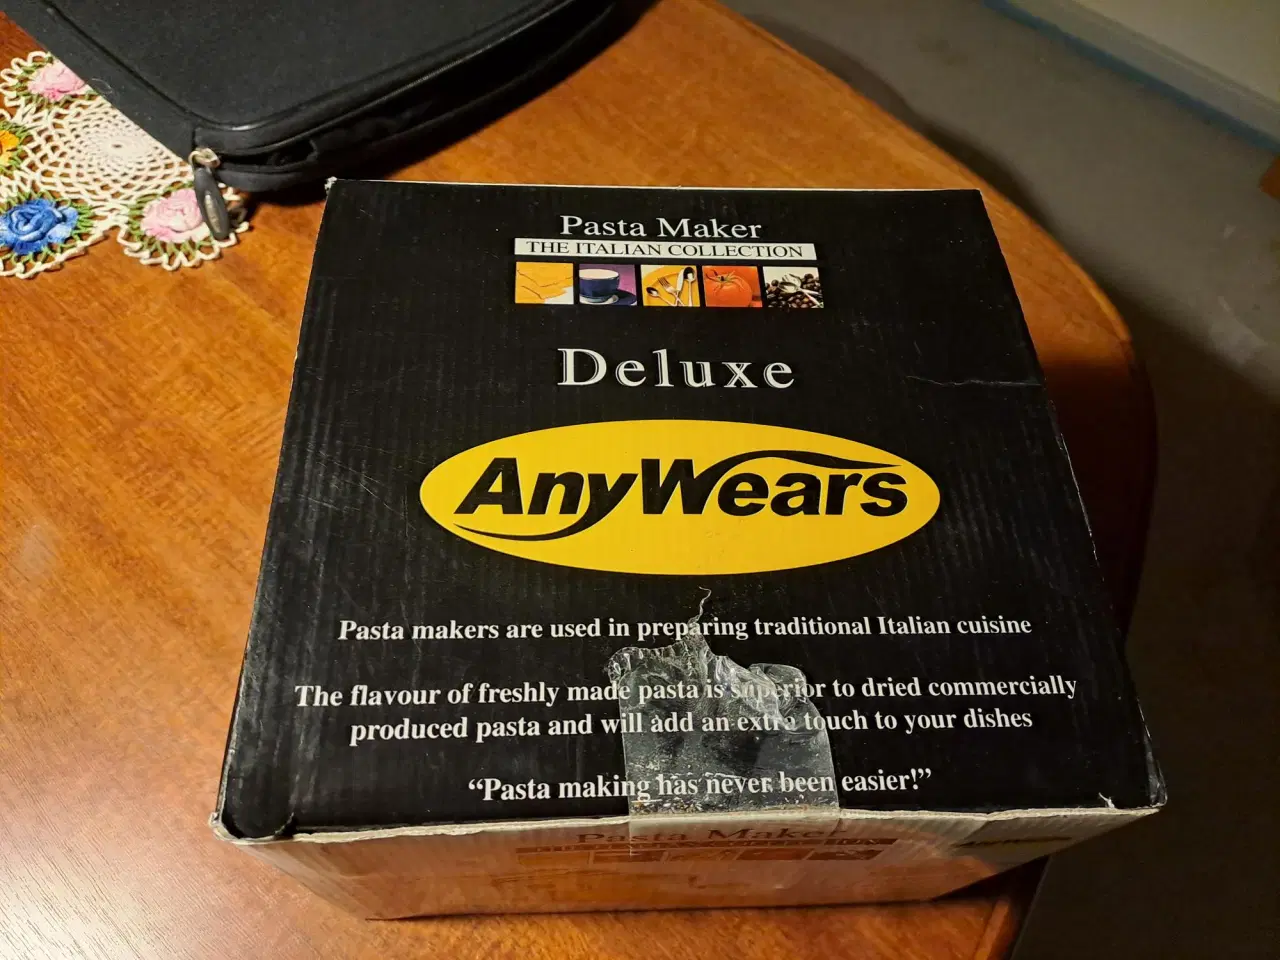 Pasta Maker
THE ITALIAN COLLECTION
Deluxe
AnyWears
Pasta makers are used in preparing traditional Italian cuisine
The flavour of freshly made pasta is superior to dried commercially
produced pasta and will add an extra touch to your dishes
“Pasta making has never been easier!”
Pasta Maker